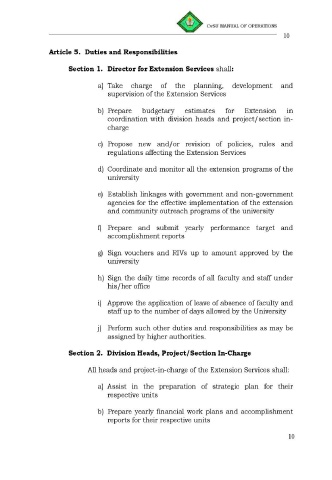 CvSU MANUAL OF OPERATIONS
10
Article 5. Duties and Responsibilities
Section 1. Director for Extension Services shall:
a) Take charge of the planning, development and
supervision of the Extension Services
b) Prepare budgetary estimates for Extension in
coordination with division heads and project/section in-
charge
c) Propose new and/or revision of policies, rules and
regulations affecting the Extension Services
d) Coordinate and monitor all the extension programs of the
university
e) Establish linkages with government and non-government
agencies for the effective implementation of the extension
and community outreach programs of the university
f) Prepare and submit yearly performance target and
accomplishment reports
g) Sign vouchers and RIVs up to amount approved by the
university
h) Sign the daily time records of all faculty and staff under
his/her office
i) Approve the application of leave of absence of faculty and
staff up to the number of days allowed by the University
j) Perform such other duties and responsibilities as may be
assigned by higher authorities.
Section 2. Division Heads, Project/Section In-Charge
All heads and project-in-charge of the Extension Services shall:
a) Assist in the preparation of strategic plan for their
respective units
b) Prepare yearly financial work plans and accomplishment
reports for their respective units
10